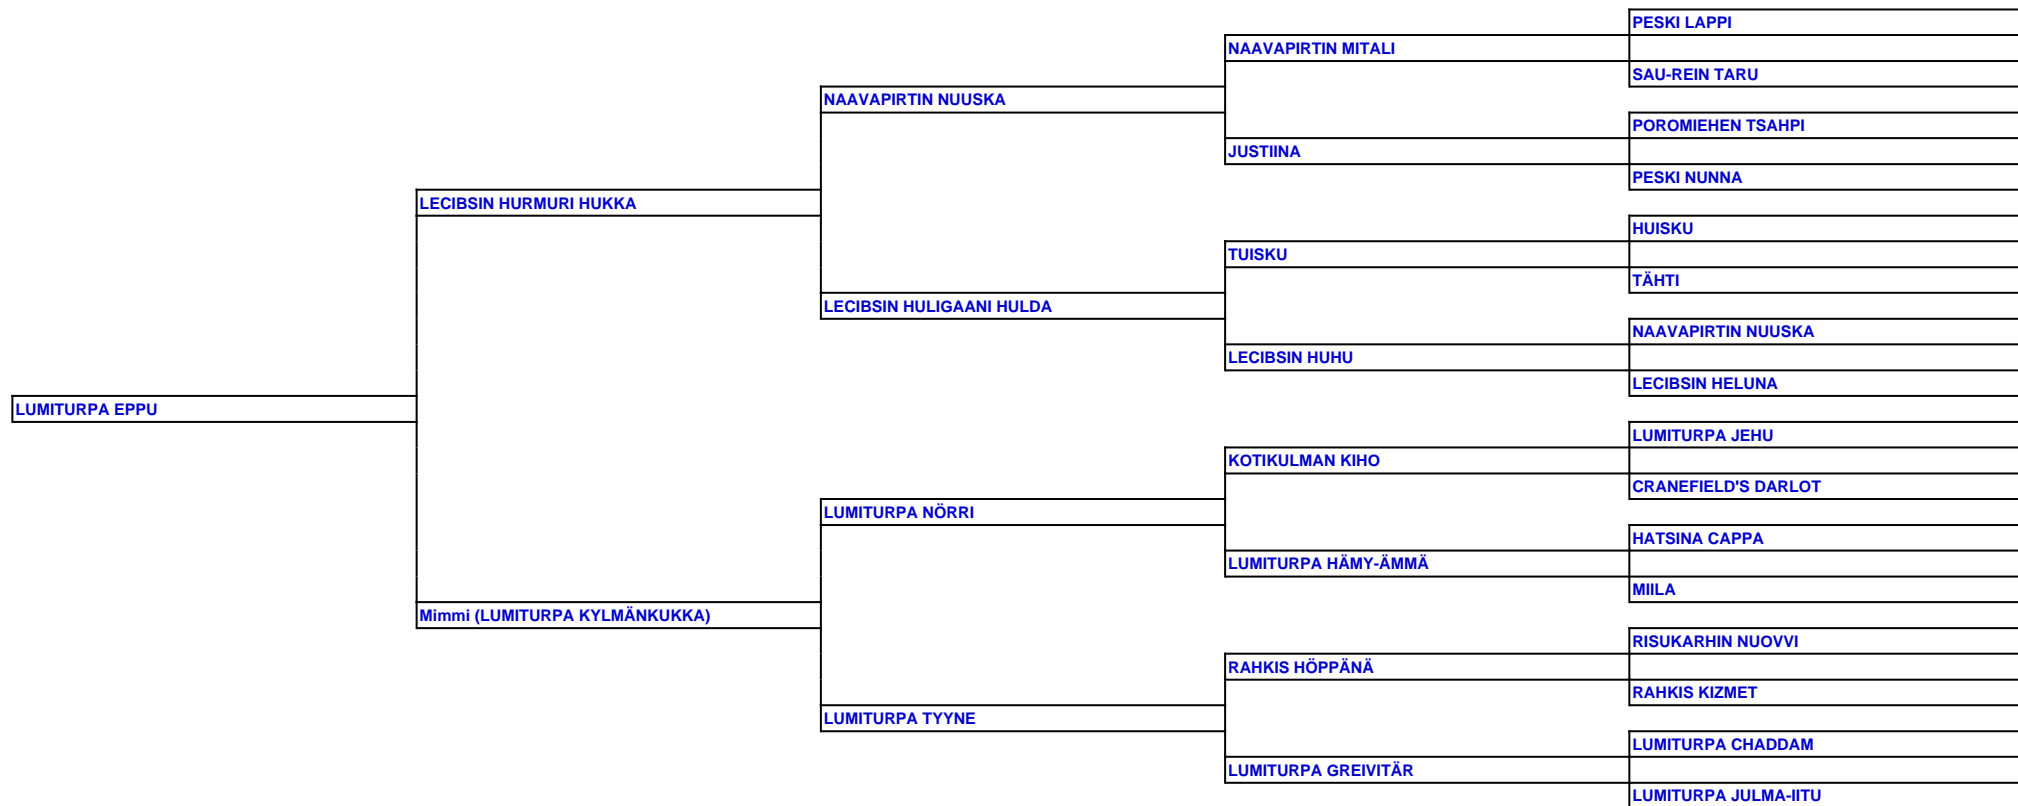 PESKI LAPPI
NAAVAPIRTIN MITALI
SAU-REIN TARU
NAAVAPIRTIN NUUSKA
POROMIEHEN TSAHPI
JUSTIINA
PESKI NUNNA
LECIBSIN HURMURI HUKKA
HUISKU
TUISKU
TÄHTI
LECIBSIN HULIGAANI HULDA
NAAVAPIRTIN NUUSKA
LECIBSIN HUHU
LECIBSIN HELUNA
LUMITURPA EPPU
LUMITURPA JEHU
KOTIKULMAN KIHO
CRANEFIELD'S DARLOT
LUMITURPA NÖRRI
HATSINA CAPPA
LUMITURPA HÄMY-ÄMMÄ
MIILA
Mimmi (LUMITURPA KYLMÄNKUKKA)
RISUKARHIN NUOVVI
RAHKIS HÖPPÄNÄ
RAHKIS KIZMET
LUMITURPA TYYNE
LUMITURPA CHADDAM
LUMITURPA GREIVITÄR
LUMITURPA JULMA-IITU